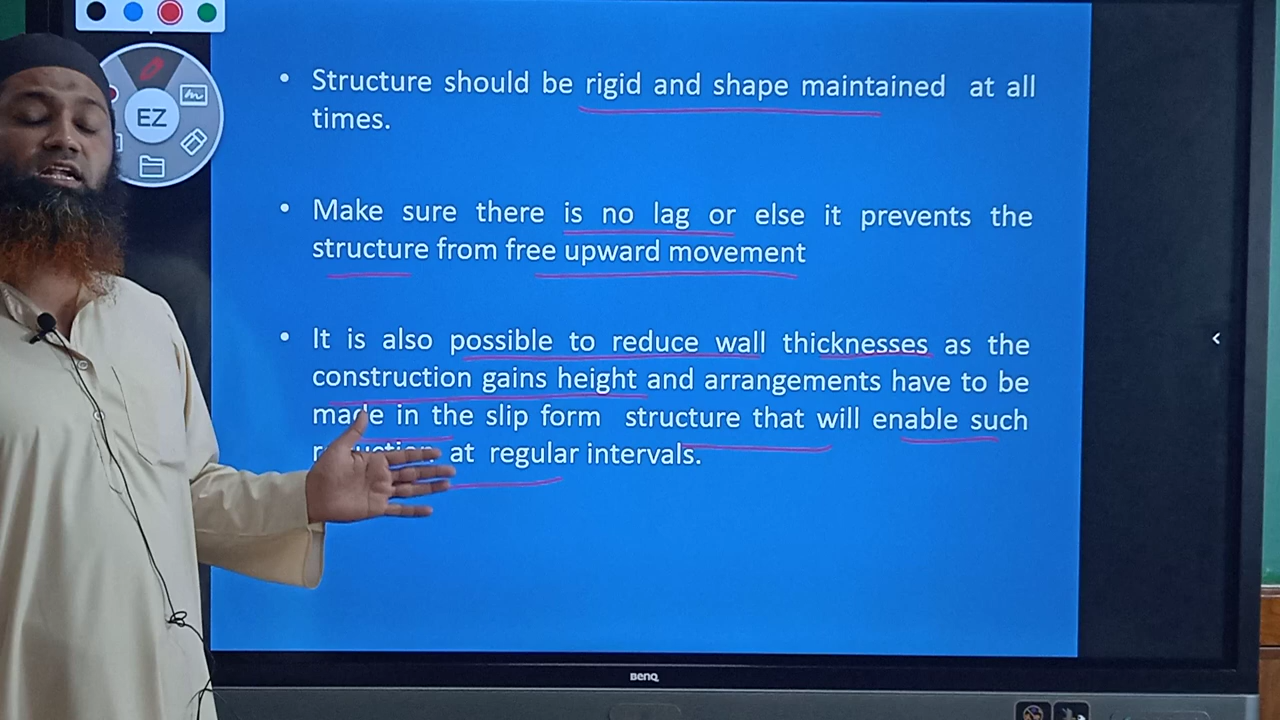 EZ
• Structure should be rigid and shape maintained at all
times.
• Make sure there is no lag or else it prevents the
structure from free upward movement
• It is also possible to reduce wall thicknesses as the
construction gains height and arrangements have to be
made in the slip form structure that will enable such
at regular intervals.
BenQ